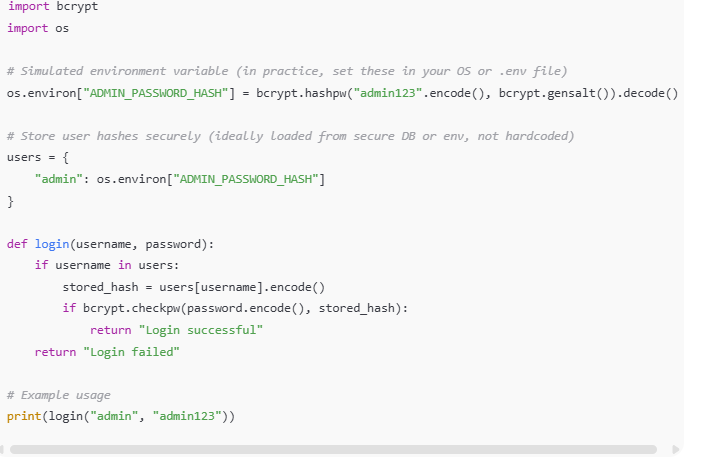 import bcrypt
import os
# Simulated environment variable (in practice, set these in your OS or .env file)
os.environ["ADMIN_PASSWORD_HASH"] = bcrypt.hashpw("admin123".encode(), bcrypt.gensalt()).decode()
# Store user hashes securely (ideally loaded from secure DB or env, not hardcoded)
users = {
    "admin": os.environ["ADMIN_PASSWORD_HASH"]
}
def login(username, password):
    if username in users:
        stored_hash = users[username].encode()
        if bcrypt.checkpw(password.encode(), stored_hash):
            return "Login successful"
    return "Login failed"
# Example usage
print(login("admin", "admin123"))